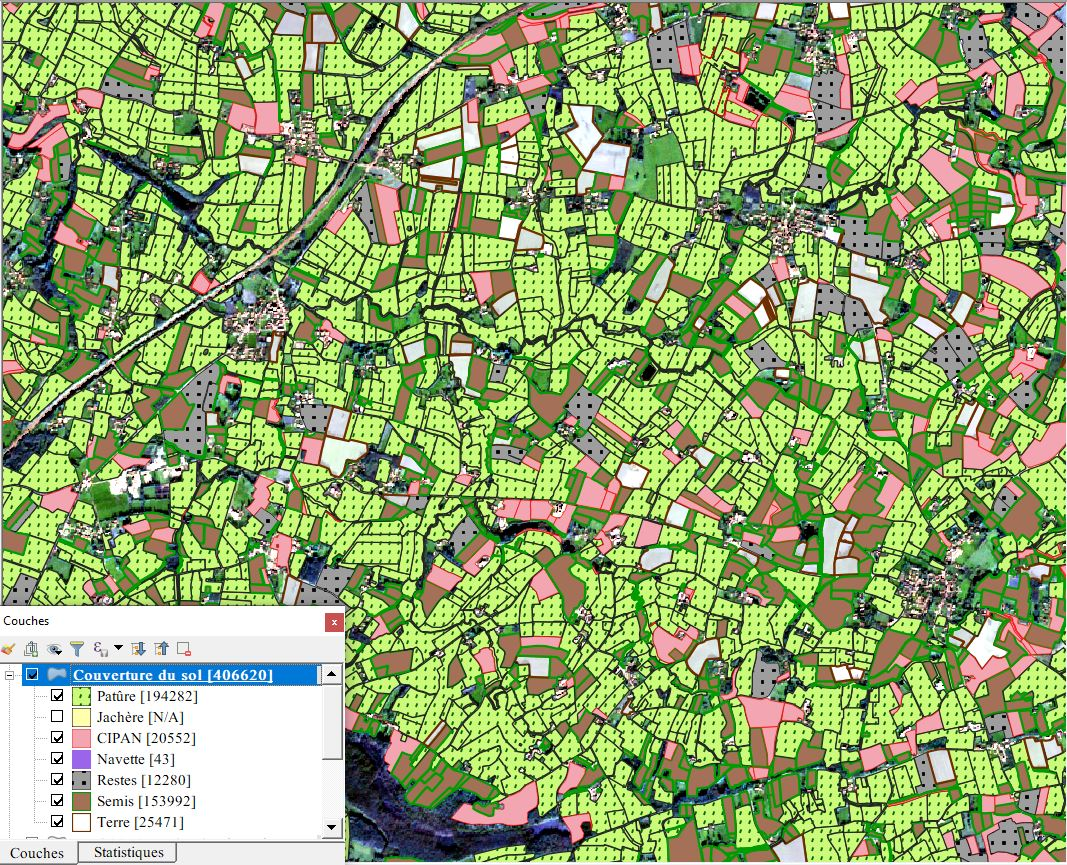 Couches
Couverture du sol [406620]
Patûre [194282]
Jachère [N/A]
CIPAN [20552]
Navette [43]
Restes [12280]
Semis [153992]
Terre [25471]
Couches Statistiques